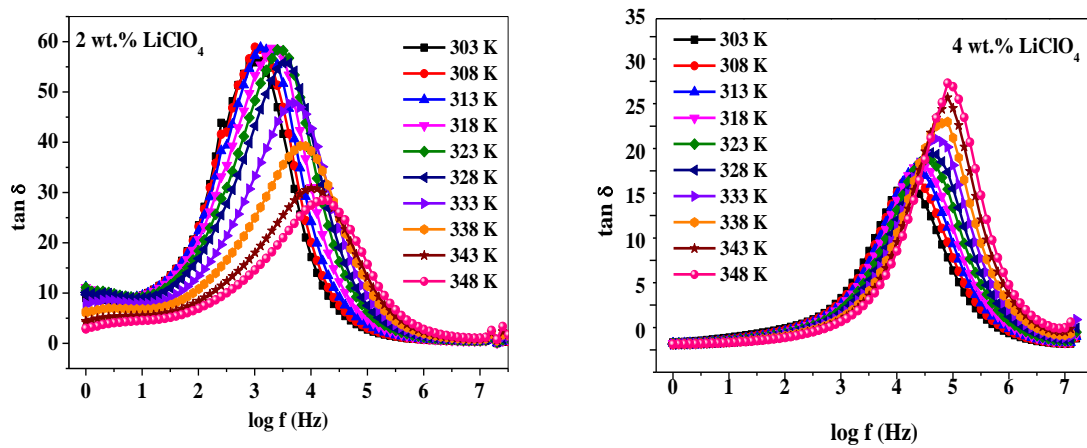 2 wt.% LiClO₄
303 K
308 K
313 K
318 K
323 K
328 K
333 K
338 K
343 K
348 K
60
50
40
30
20
10
0
tan δ
0 1 2 3 4 5 6 7
log f (Hz)
4 wt.% LiClO₄
303 K
308 K
313 K
318 K
323 K
328 K
333 K
338 K
343 K
348 K
35
30
25
20
15
10
5
0
tan δ
0 1 2 3 4 5 6 7
log f (Hz)